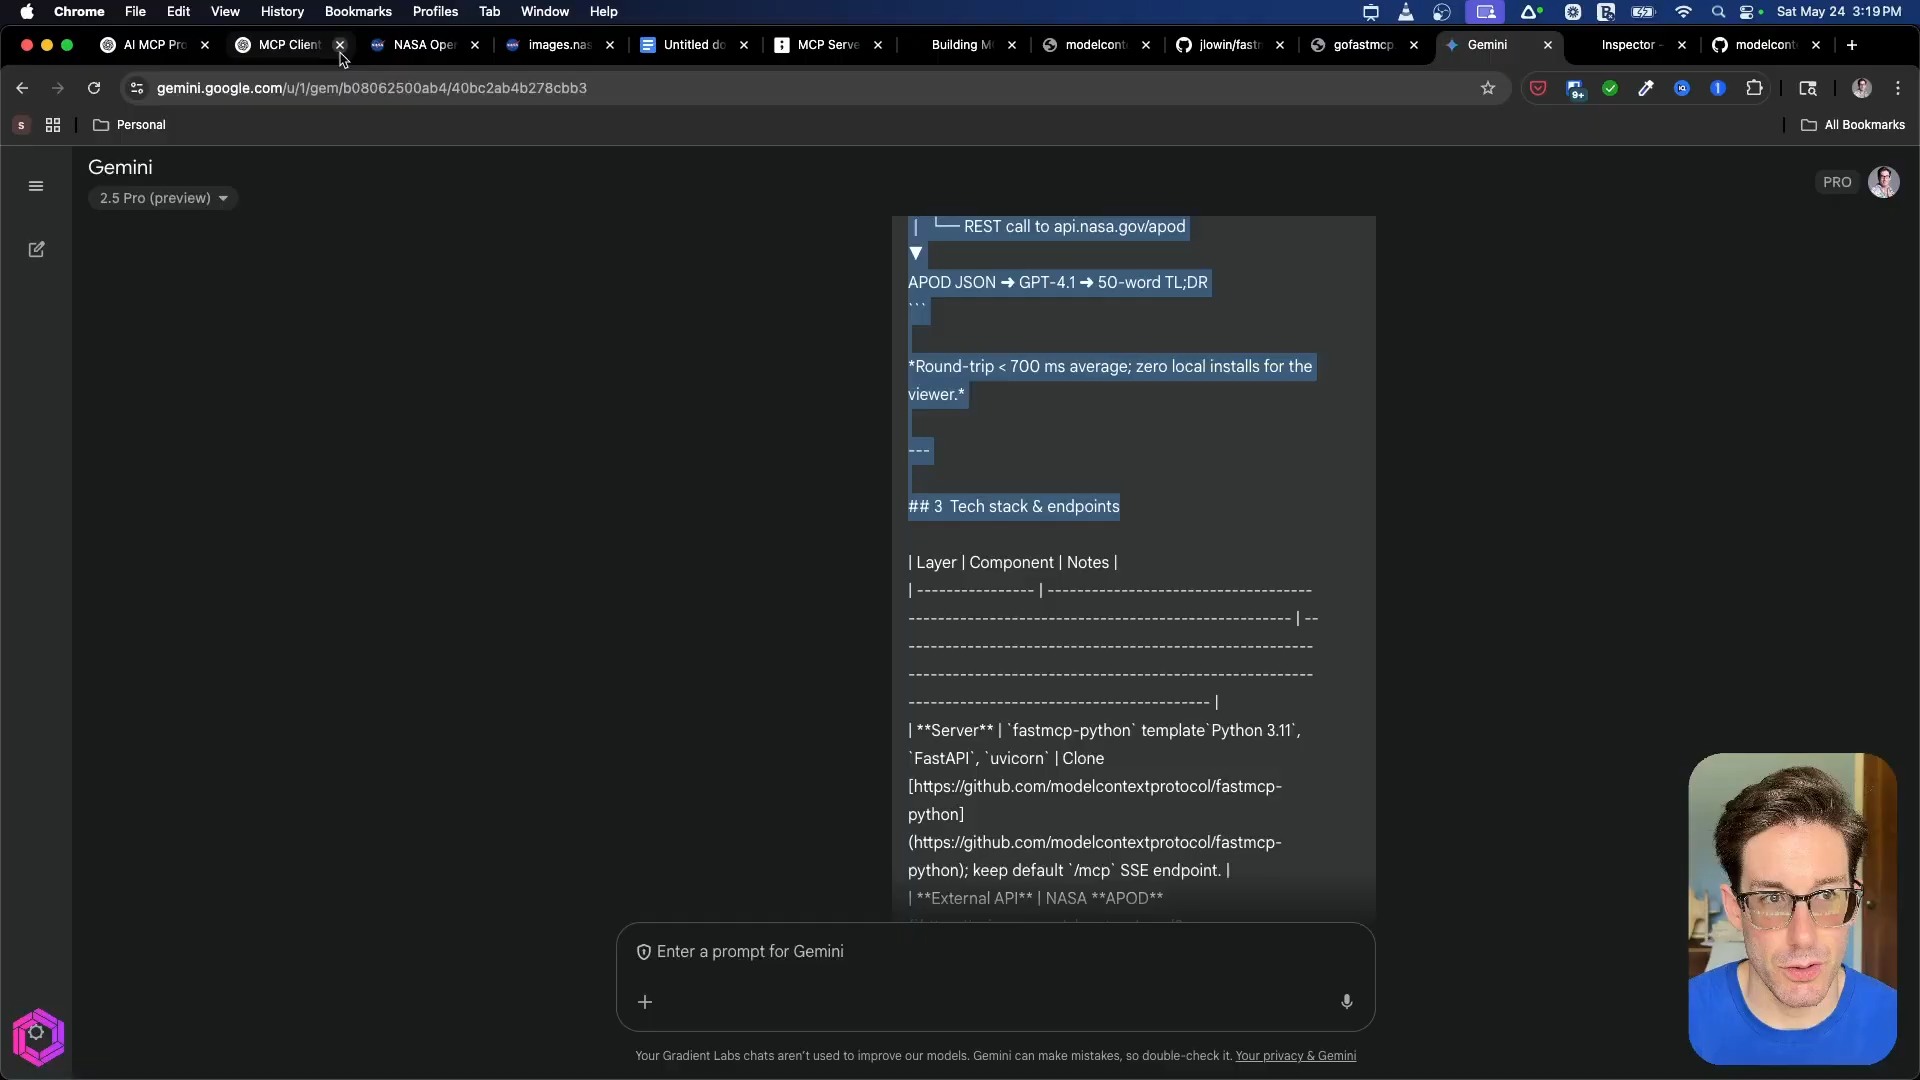 Chrome File Edit View History Bookmarks Profiles Tab Window Help Sat May 24 3:19 PM
AI MCP Pro MCP Client NASA Ope images.nas Untitled do MCP Serve Building M modelcont jlowin/fastm gofastmcp. Gemini Inspector - modelcont
gemini.google.com/u/1/gem/b08062500ab4/40bc2ab4b278cbb3 9+
S Personal All Bookmarks
Gemini
2.5 Pro (preview) PRO
│ └── REST call to api.nasa.gov/apod
▼
APOD JSON ➜ GPT-4.1 ➜ 50-word TL;DR
```
*Round-trip < 700 ms average; zero local installs for the
viewer.*
---
## 3 Tech stack & endpoints
| Layer | Component | Notes |
| ---------------- | ------------------------------------
---------------------------------------------------- | --
-------------------------------------------------------
-------------------------------------------------------
----------------------------------------- |
| **Server** | `fastmcp-python` template`Python 3.11`,
`FastAPI`, `uvicorn` | Clone
[https://github.com/modelcontextprotocol/fastmcp-
python]
(https://github.com/modelcontextprotocol/fastmcp-
python); keep default `/mcp` SSE endpoint. |
| **External API** | NASA **APOD**
Enter a prompt for Gemini
Your Gradient Labs chats aren't used to improve our models. Gemini can make mistakes, so double-check it. Your privacy & Gemini